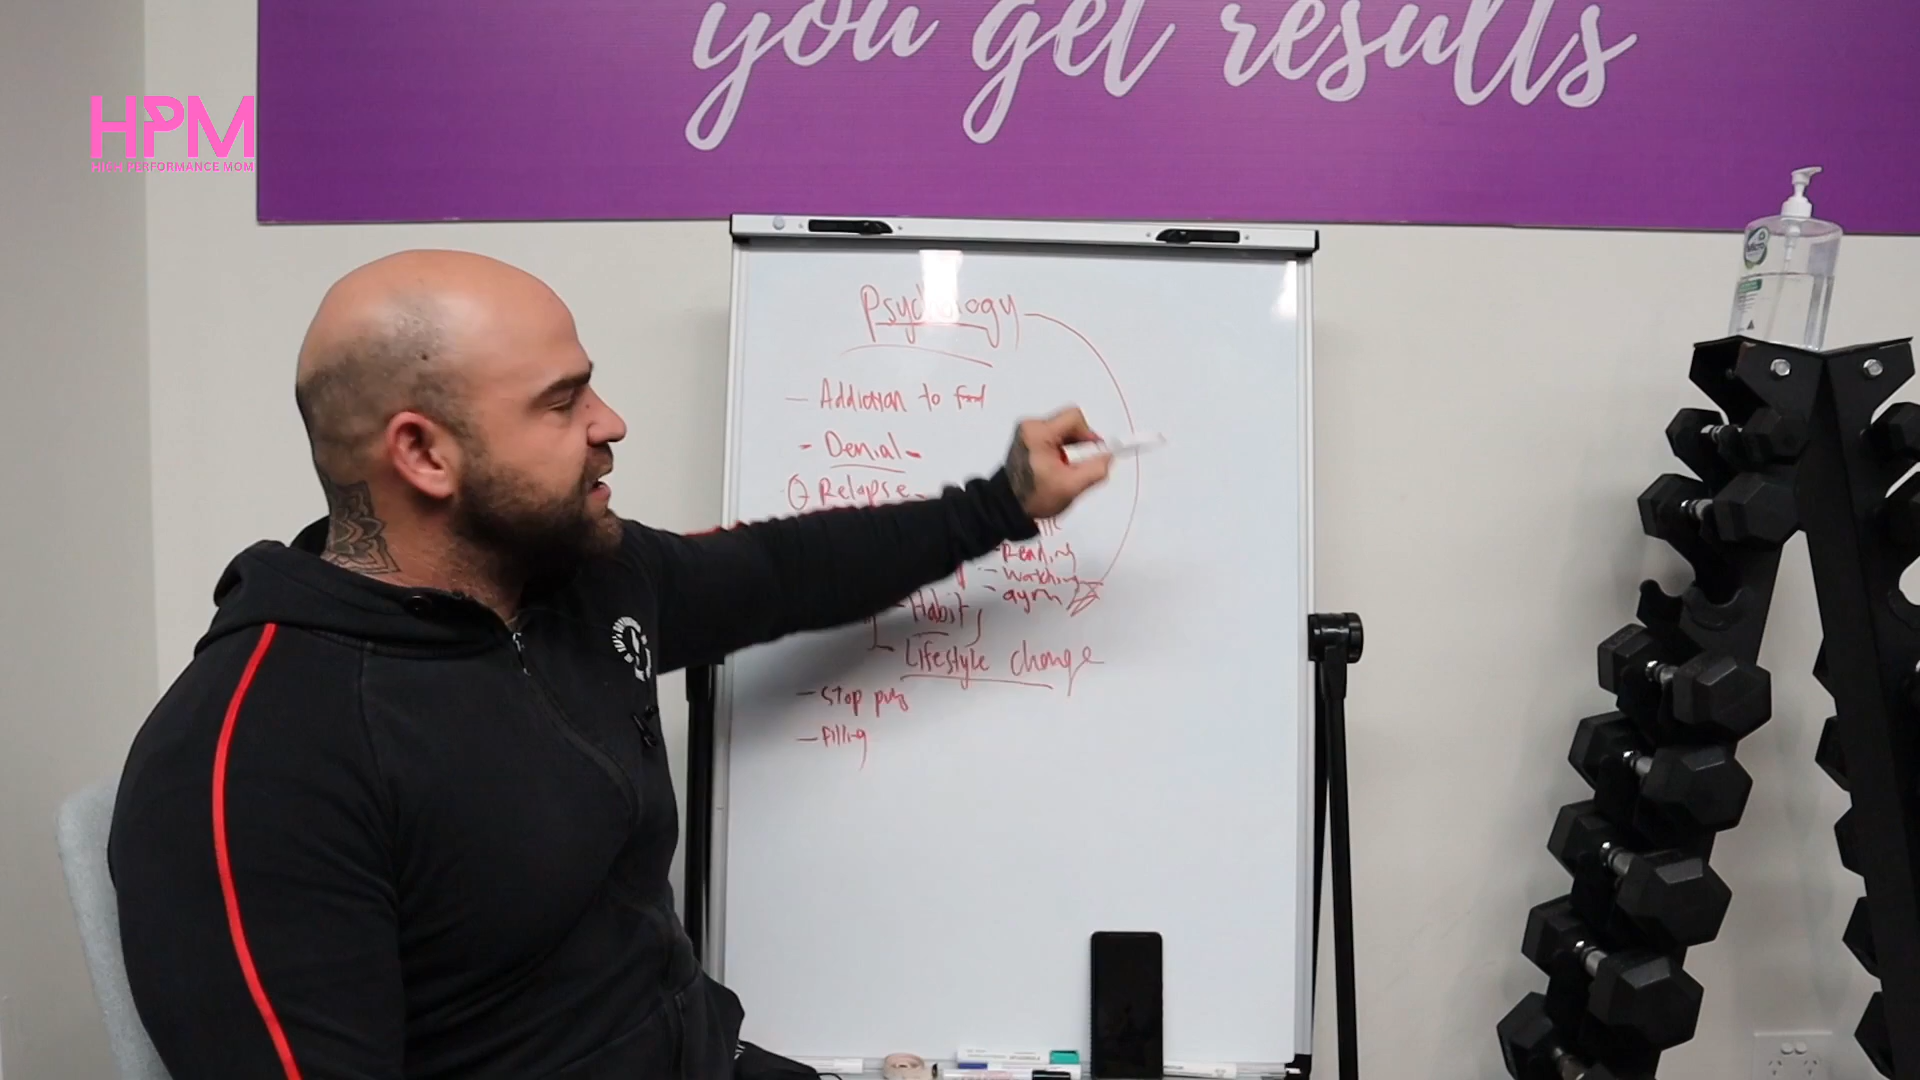 you get results
HPM
HIGH PERFORMANCE MOM
Psychology
- Addiction to food
- Denial -
Relapse -
- Reading
- Watching
- gym
- Habit
Lifestyle change
- Stop
- Filling